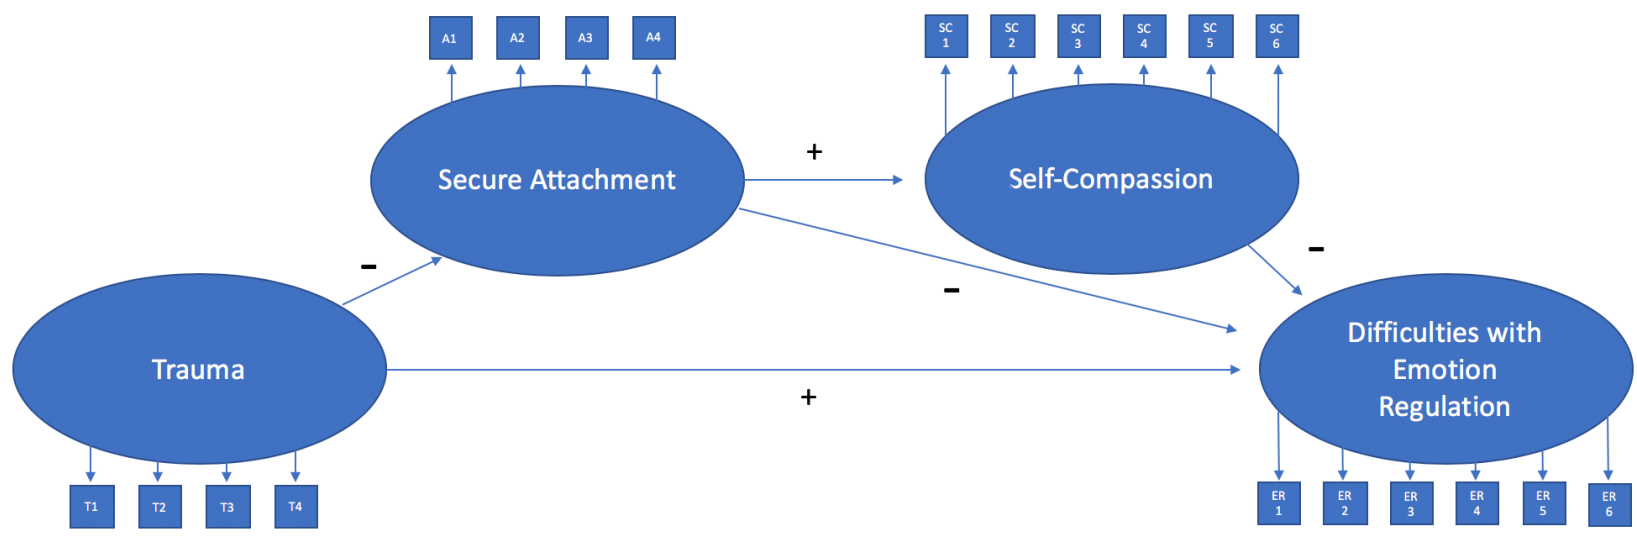 A1
A2
A3
A4
SC
1
SC
2
SC
3
SC
4
SC
5
SC
6
+
Secure Attachment
Self-Compassion
-
-
-
Trauma
+
Difficulties with
Emotion
Regulation
T1
T2
T3
T4
ER
1
ER
2
ER
3
ER
4
ER
5
ER
6